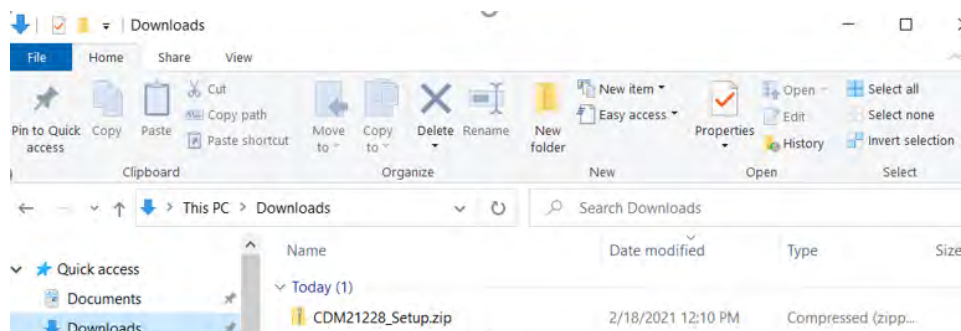 Downloads
File Home Share View
Pin to Quick access
Copy
Paste
Cut
Copy path
Paste shortcut
Clipboard
Move to
Copy to
Delete
Rename
Organize
New folder
New item
Easy access
New
Properties
Open
Edit
History
Open
Select all
Select none
Invert selection
Select
This PC > Downloads
Search Downloads
Name Date modified Type Size
Quick access
Documents
Downloads
Today (1)
CDM21228_Setup.zip 2/18/2021 12:10 PM Compressed (zipp...